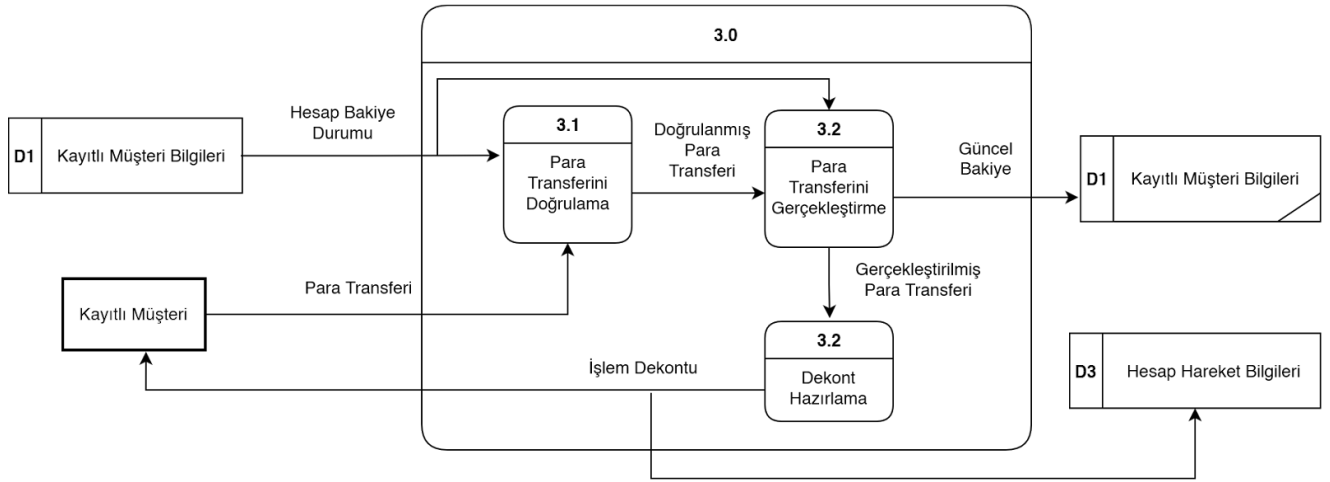 3.0
Hesap Bakiye
Durumu
D1
Kayıtlı Müşteri Bilgileri
3.1
Para
Transferini
Doğrulama
Doğrulanmış
Para
Transferi
3.2
Para
Transferini
Gerçekleştirme
Güncel
Bakiye
D1
Kayıtlı Müşteri Bilgileri
Kayıtlı Müşteri
Para Transferi
Gerçekleştirilmiş
Para Transferi
3.2
Dekont
Hazırlama
İşlem Dekontu
D3
Hesap Hareket Bilgileri